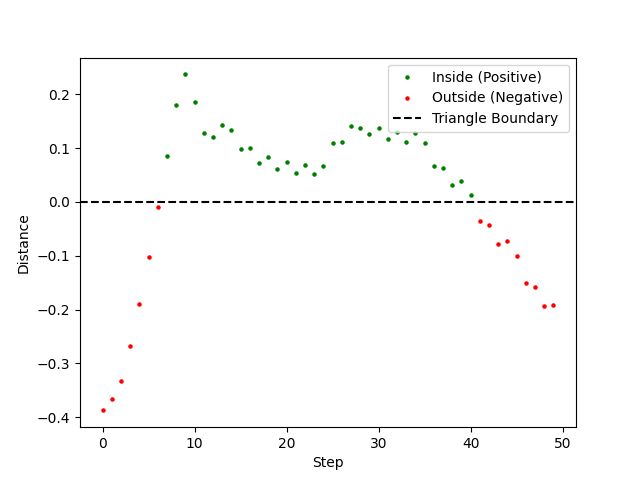 Inside (Positive)
Outside (Negative)
Triangle Boundary
0.2
0.1
0.0
−0.1
−0.2
−0.3
−0.4
Distance
0 10 20 30 40 50
Step